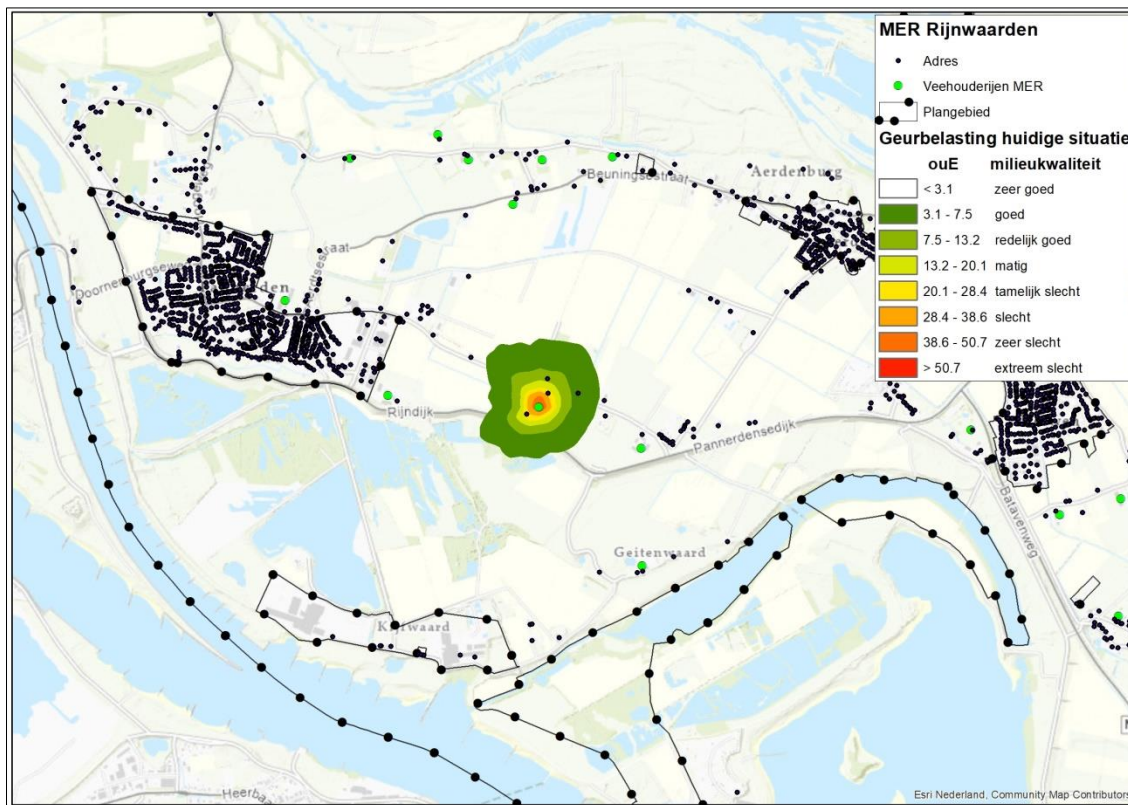 MER Rijnwaarden
Adres
Veehouderijen MER
Plangebied
Geurbelasting huidige situatie
ouE milieukwaliteit
< 3.1 zeer goed
3.1 - 7.5 goed
7.5 - 13.2 redelijk goed
13.2 - 20.1 matig
20.1 - 28.4 tamelijk slecht
28.4 - 38.6 slecht
38.6 - 50.7 zeer slecht
> 50.7 extreem slecht
Aerdenburg
Beuningsestraat
Rijndijk
Pannerdensedijk
Batavenweg
Geitenwaard
Esri Nederland, Community Map Contributors